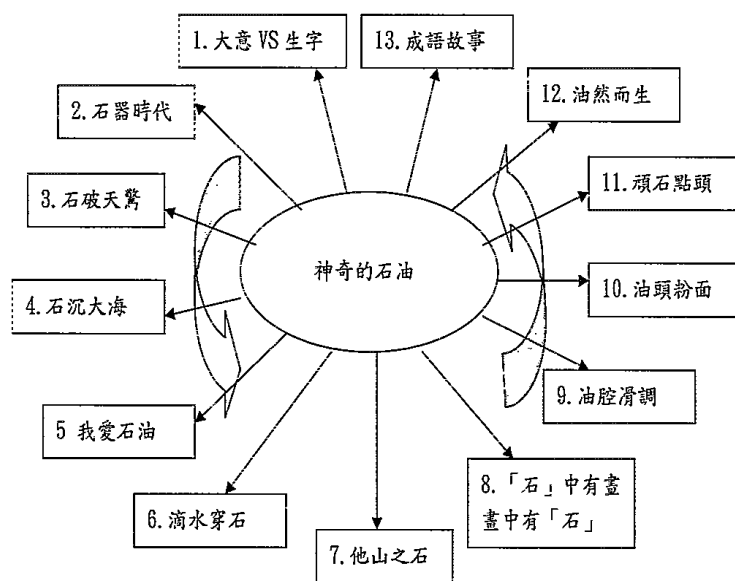 神奇的石油
1.大意VS生字
2.石器時代
3.石破天驚
4.石沉大海
5 我愛石油
6.滴水穿石
7.他山之石
8.「石」中有畫
畫中有「石」
9.油腔滑調
10.油頭粉面
11.頑石點頭
12.油然而生
13.成語故事